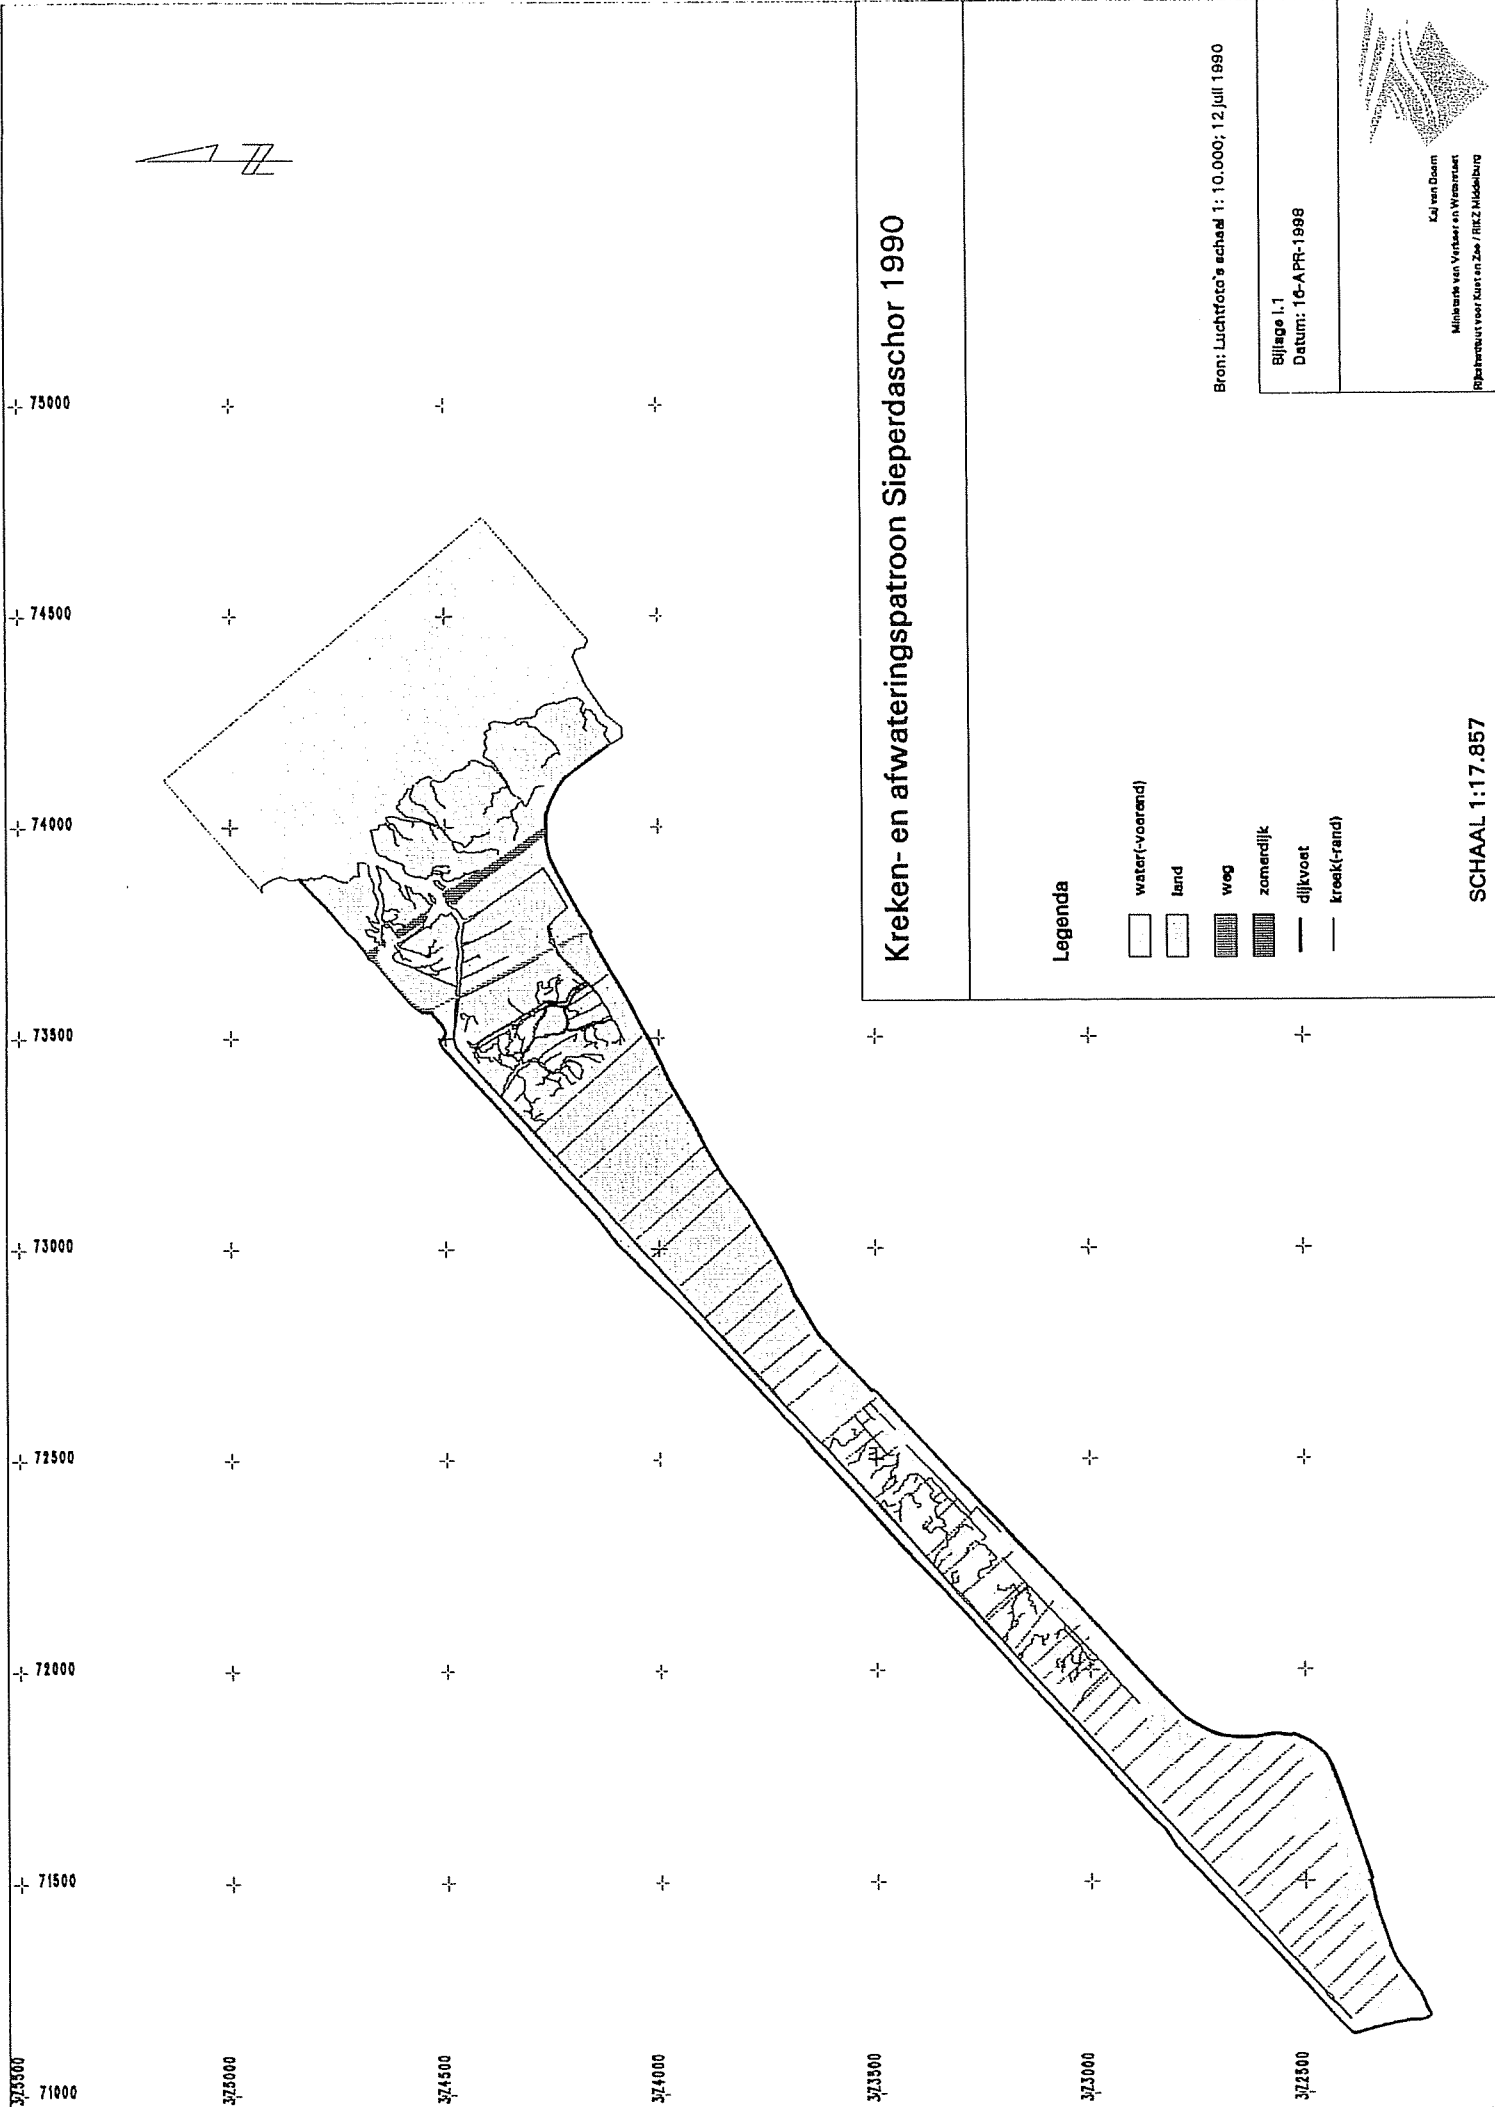 Kreken- en afwateringspatroon Sieperdaschor 1990
Legenda
water(-voerend)
land
weg
zomerdijk
dijkvoet
kreek(-rand)
SCHAAL 1:17.857
Bron: Luchtfoto's schaal 1: 10.000; 12 juli 1990
Bijlage I.1
Datum: 16-APR-1998
Kaj van Doorn
Ministerie van Verkeer en Waterstaat
Rijksinstituut voor Kust en Zee / RIKZ Middelburg
N
75000
74500
74000
73500
73000
72500
72000
71500
71000
375500
375000
374500
374000
373500
373000
372500